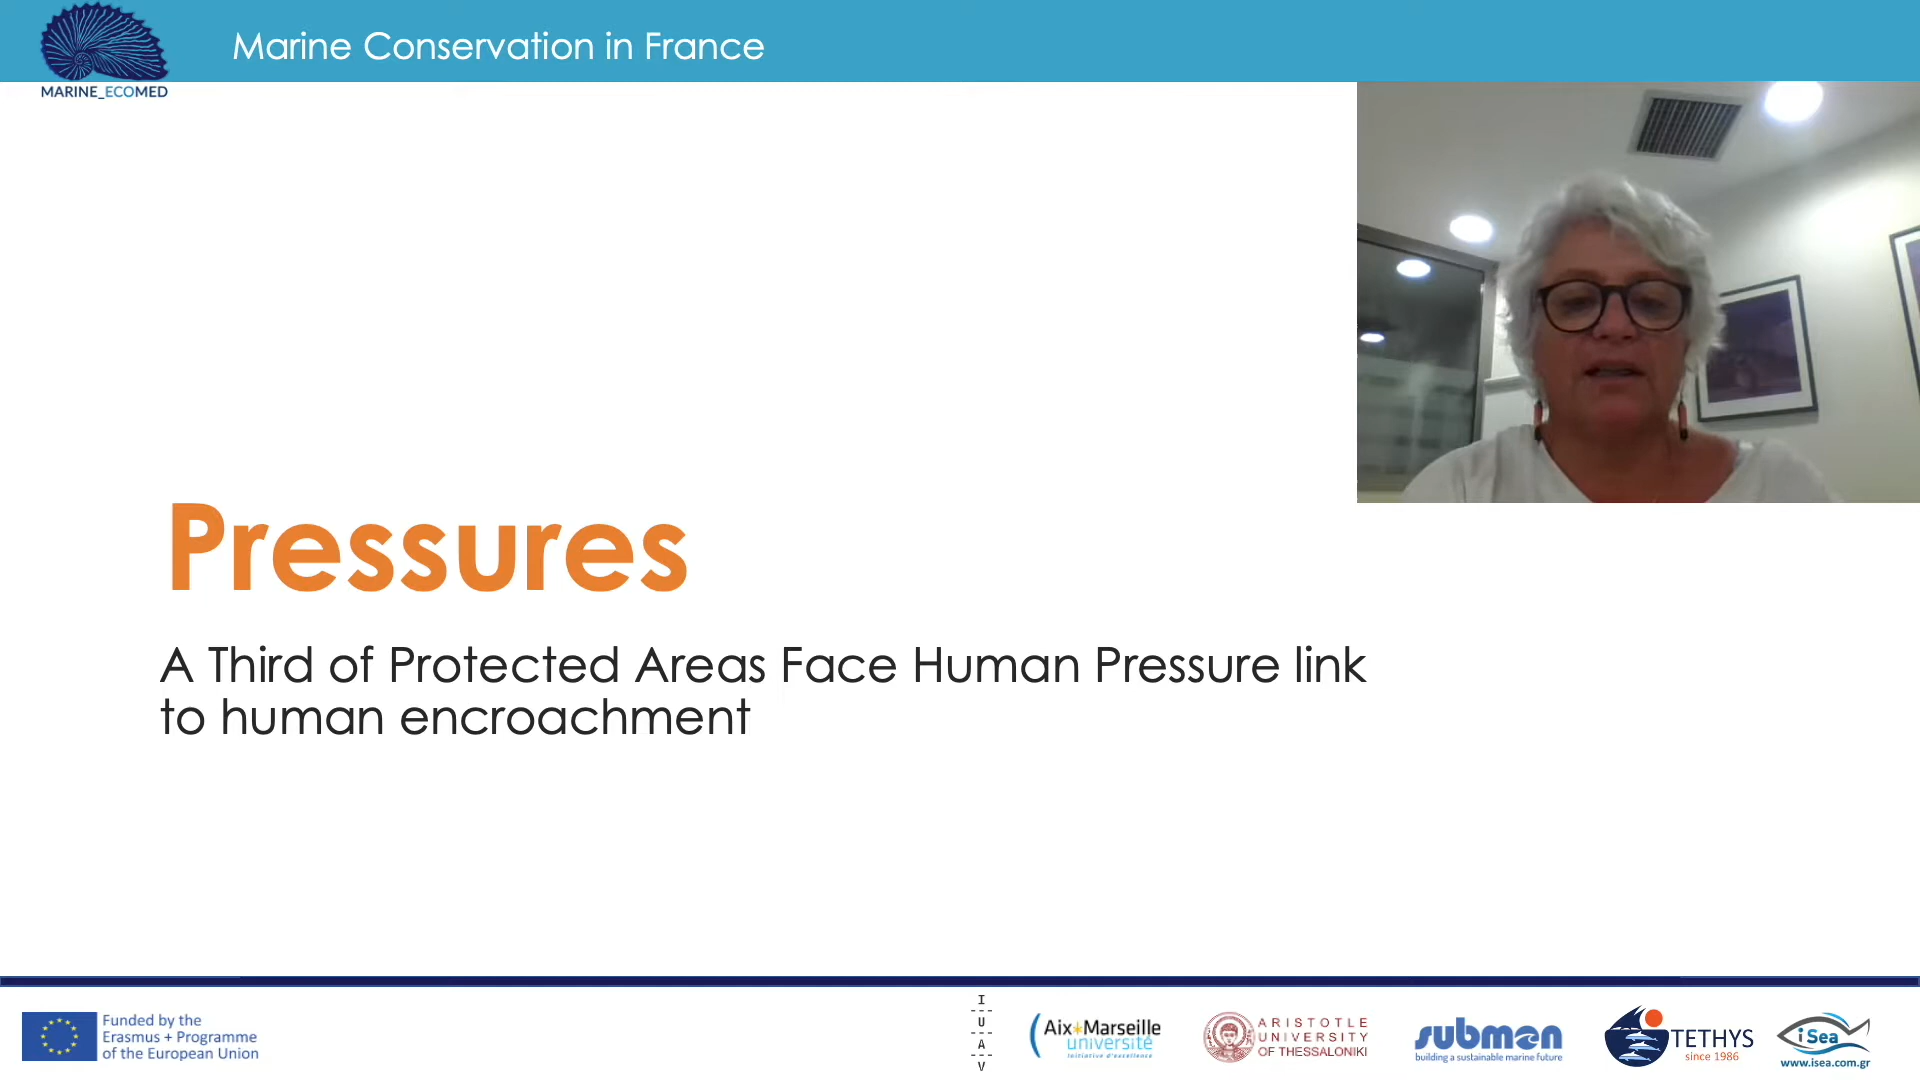 Marine Conservation in France
MARINE_ECOMED
Pressures
A Third of Protected Areas Face Human Pressure link
to human encroachment
Funded by the
Erasmus + Programme
of the European Union
I
U
A
V
Aix*Marseille
université
Initiative d'excellence
ARISTOTLE
UNIVERSITY
OF THESSALONIKI
submon
building a sustainable marine future
TETHYS
since 1986
iSea
www.isea.com.gr